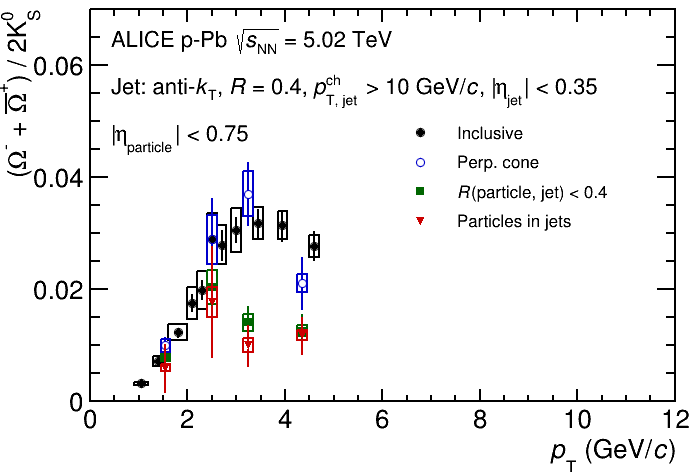 (Ω⁻ + Ω̅⁺) / 2K⁰_S
ALICE p-Pb √s_NN = 5.02 TeV
Jet: anti-k_T, R = 0.4, p_T, jet^ch > 10 GeV/c, |η_jet| < 0.35
|η_particle| < 0.75
Inclusive
Perp. cone
R(particle, jet) < 0.4
Particles in jets
0.06
0.04
0.02
0
0 2 4 6 8 10 12
p_T (GeV/c)